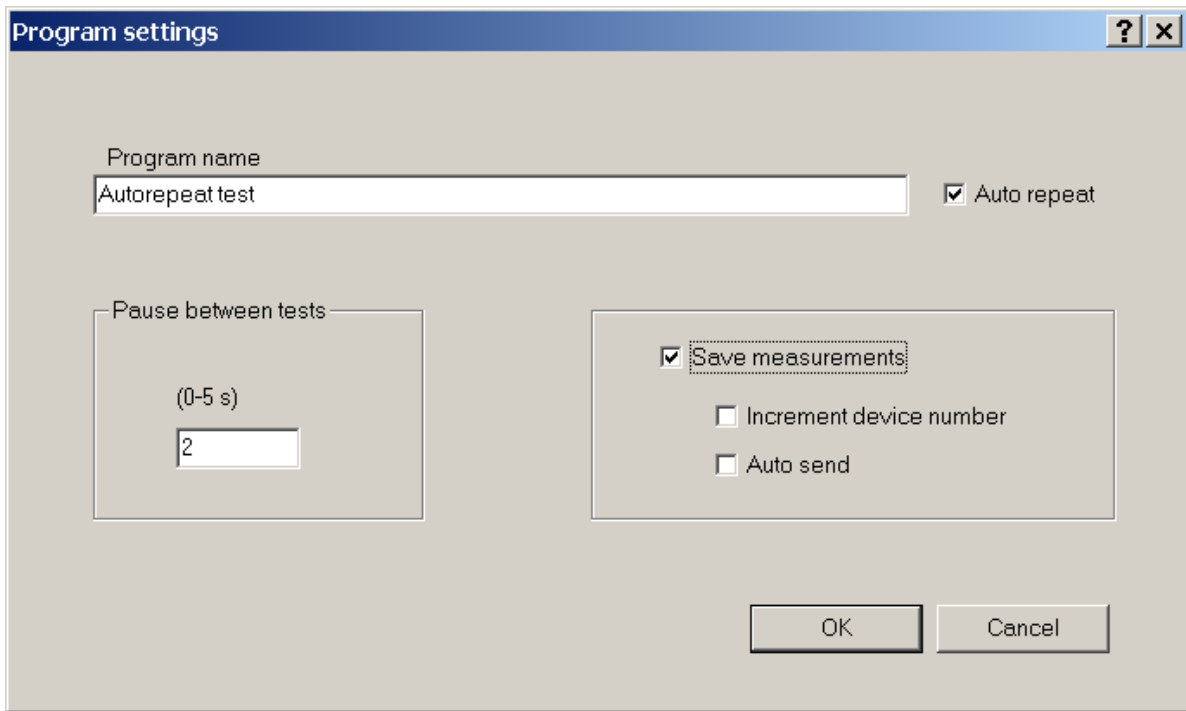 Program settings
Program name
Autorepeat test
Auto repeat
Pause between tests
(0-5 s)
2
Save measurements
Increment device number
Auto send
OK
Cancel